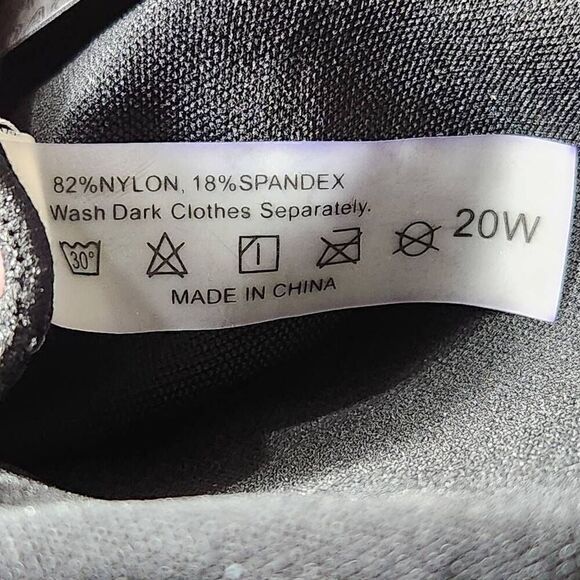 82%NYLON, 18%SPANDEX
Wash Dark Clothes Separately.
30°
20W
MADE IN CHINA